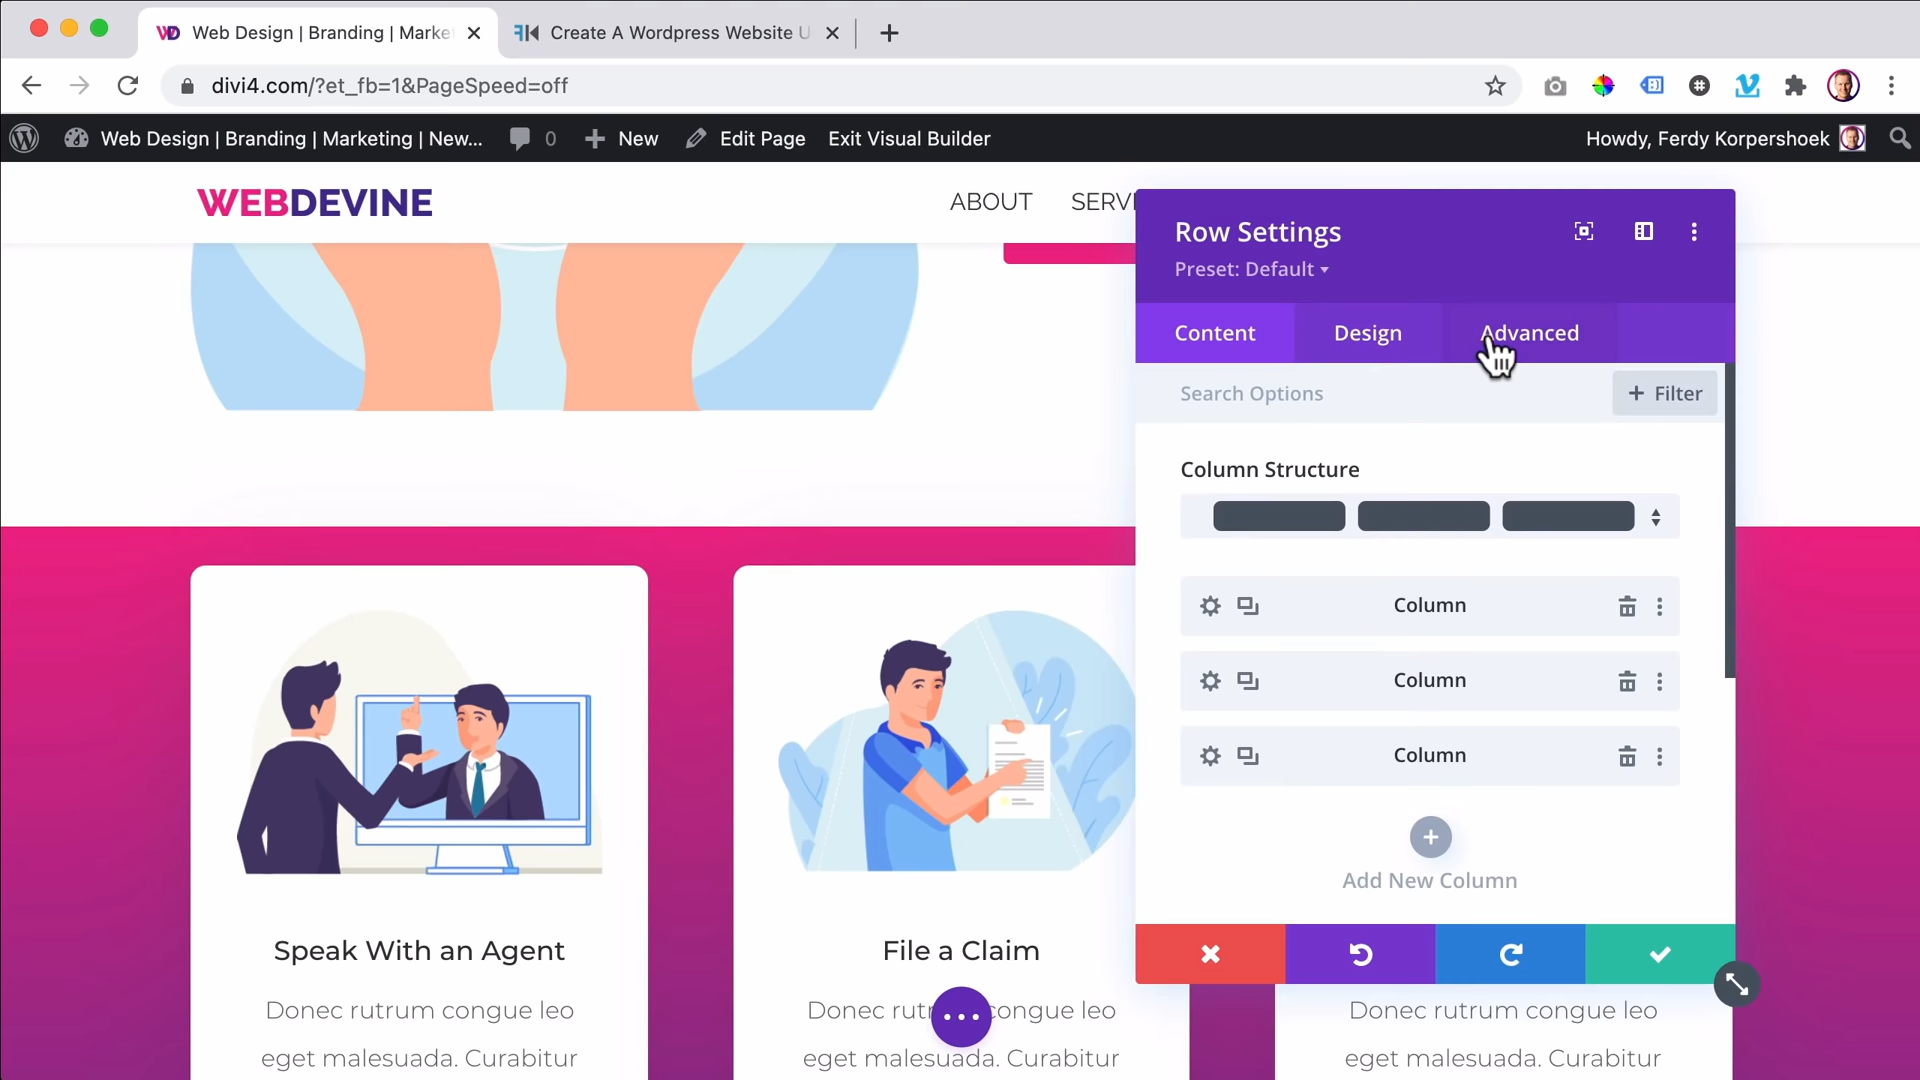 Web Design | Branding | Marke
Create A Wordpress Website U
divi4.com/?et_fb=1&PageSpeed=off
Web Design | Branding | Marketing | New...
0
New
Edit Page
Exit Visual Builder
Howdy, Ferdy Korpershoek
WEBDEVINE
ABOUT
SERVI
Row Settings
Preset: Default
Content
Design
Advanced
Search Options
+ Filter
Column Structure
Column
Column
Column
Add New Column
Speak With an Agent
Donec rutrum congue leo
eget malesuada. Curabitur
File a Claim
Donec rutr congue leo
eget malesuada. Curabitur
Donec rutrum congue leo
eget malesuada. Curabitur